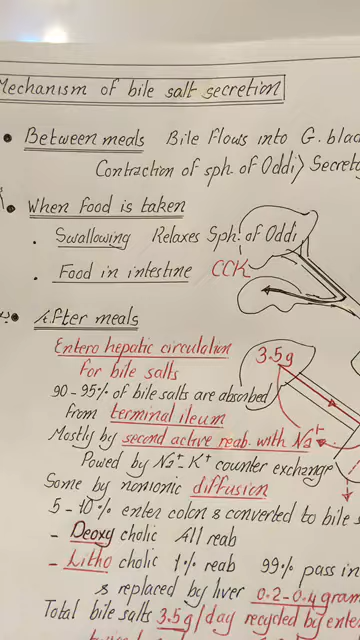 Mechanism of bile salt secretion
• Between meals Bile Flows into G. blad
Contraction of sph. of Oddi > Secreto
• When food is taken
. Swallowing Relaxes Sph. of Oddi
. Food in intestine CCK
• After meals
Entero hepatic circulation
for bile salts
3.5g
90-95% of bile salts are absorbed
from terminal ileum
Mostly by second active reab. with Na+
Powed by Na+-K+ counter exchange
Some by nonionic diffusion
5-10% enter colon & converted to bile s
- Deoxy cholic All reab
- Litho cholic 1% reab 99% pass in
& replaced by liver 0.2-0.4 gram
Total bile salts 3.5g/day recycled by ente